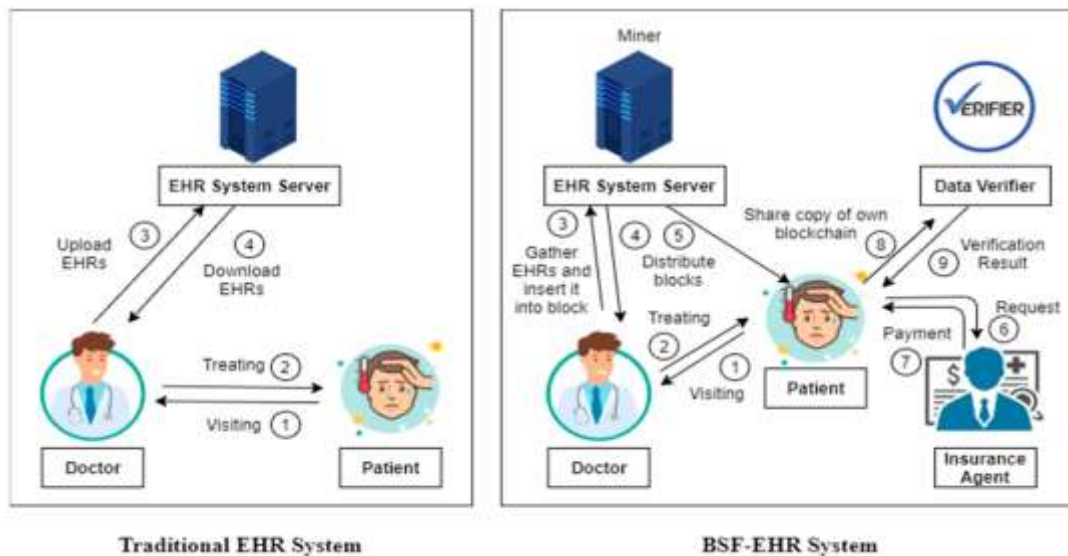 EHR System Server
3
Upload
EHRs
4
Download
EHRs
Treating 2
Visiting 1
Doctor
Patient
Traditional EHR System
Miner
VERIFIER
EHR System Server
Data Verifier
3
Gather
EHRs and
insert it
into block
4
5
Distribute
blocks
Share copy of own
blockchain
8
9
Verification
Result
Treating
2
1
Visiting
Request
6
Payment
7
$
Patient
Doctor
Insurance
Agent
BSF-EHR System